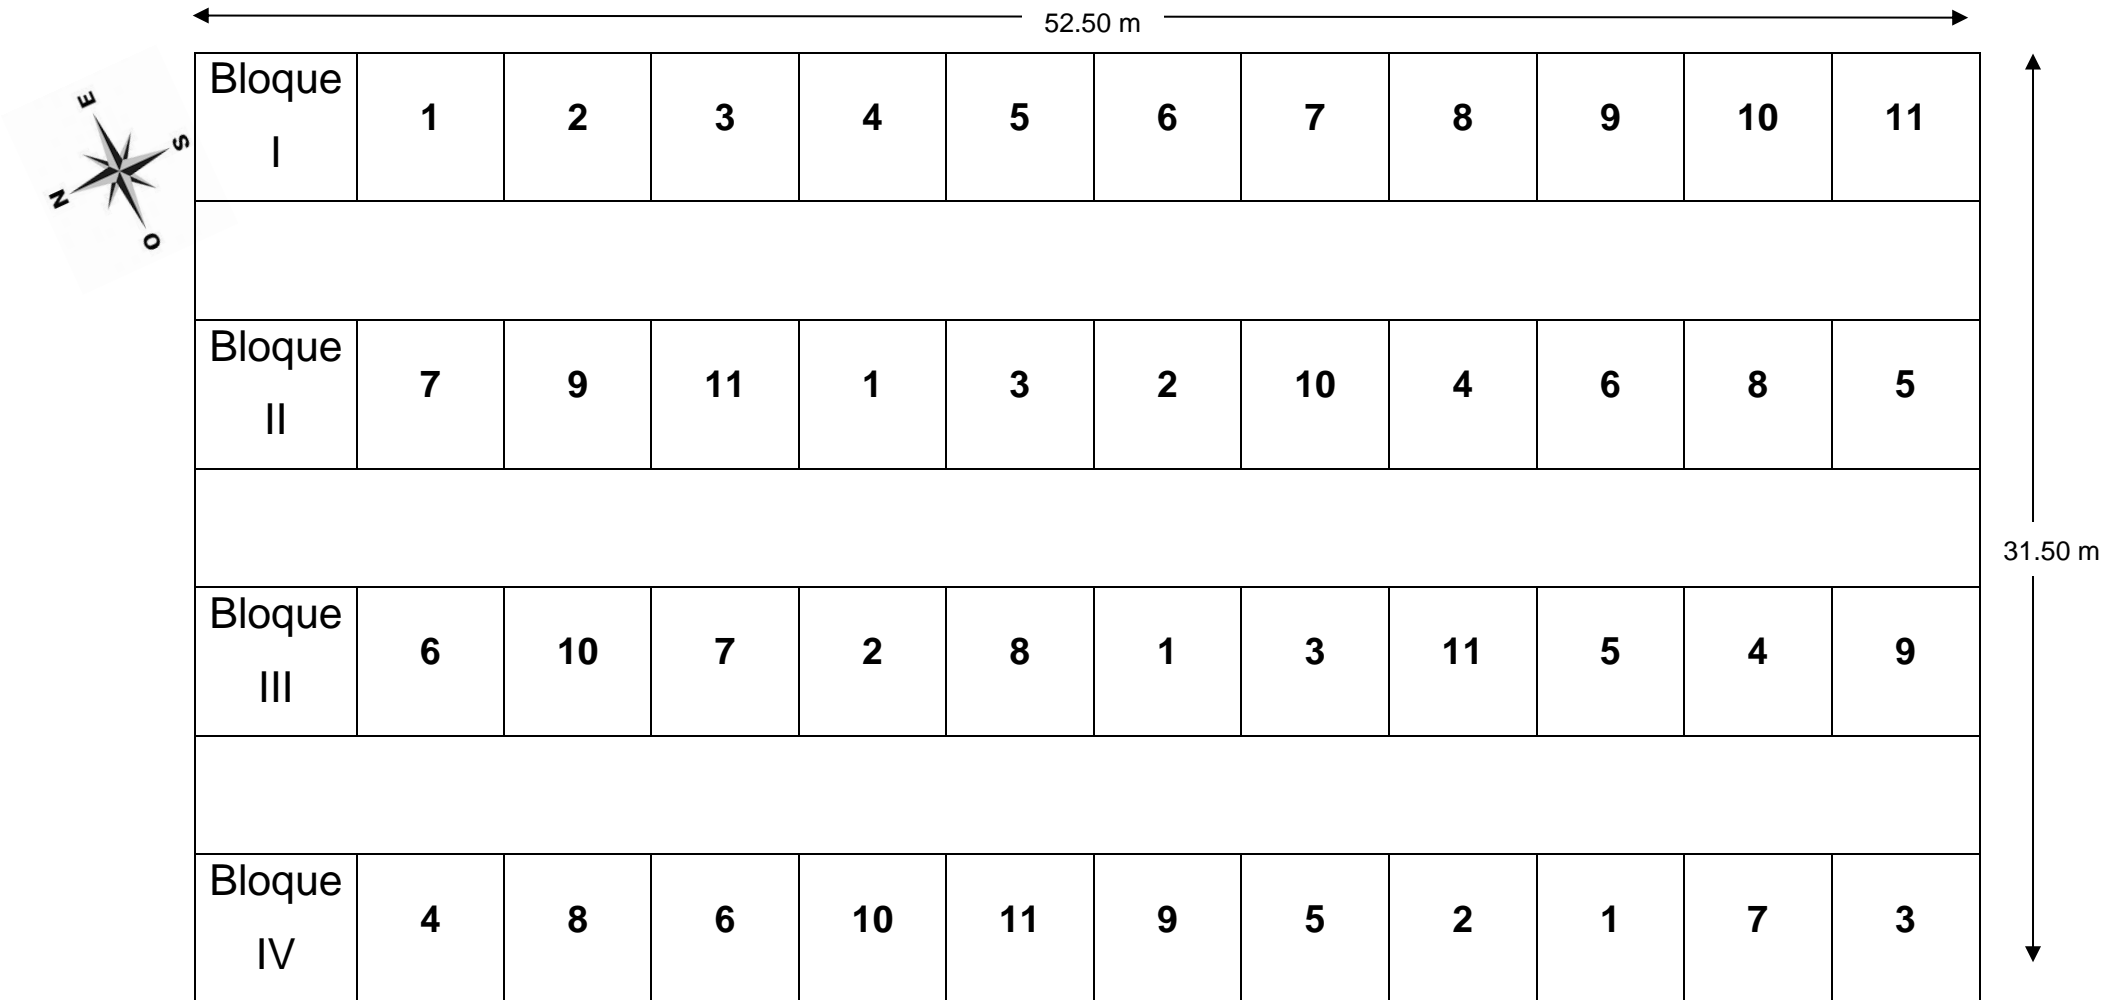 52.50 m
E
S
N
O
Bloque
I
1 2 3 4 5 6 7 8 9 10 11
Bloque
II
7 9 11 1 3 2 10 4 6 8 5
31.50 m
Bloque
III
6 10 7 2 8 1 3 11 5 4 9
Bloque
IV
4 8 6 10 11 9 5 2 1 7 3